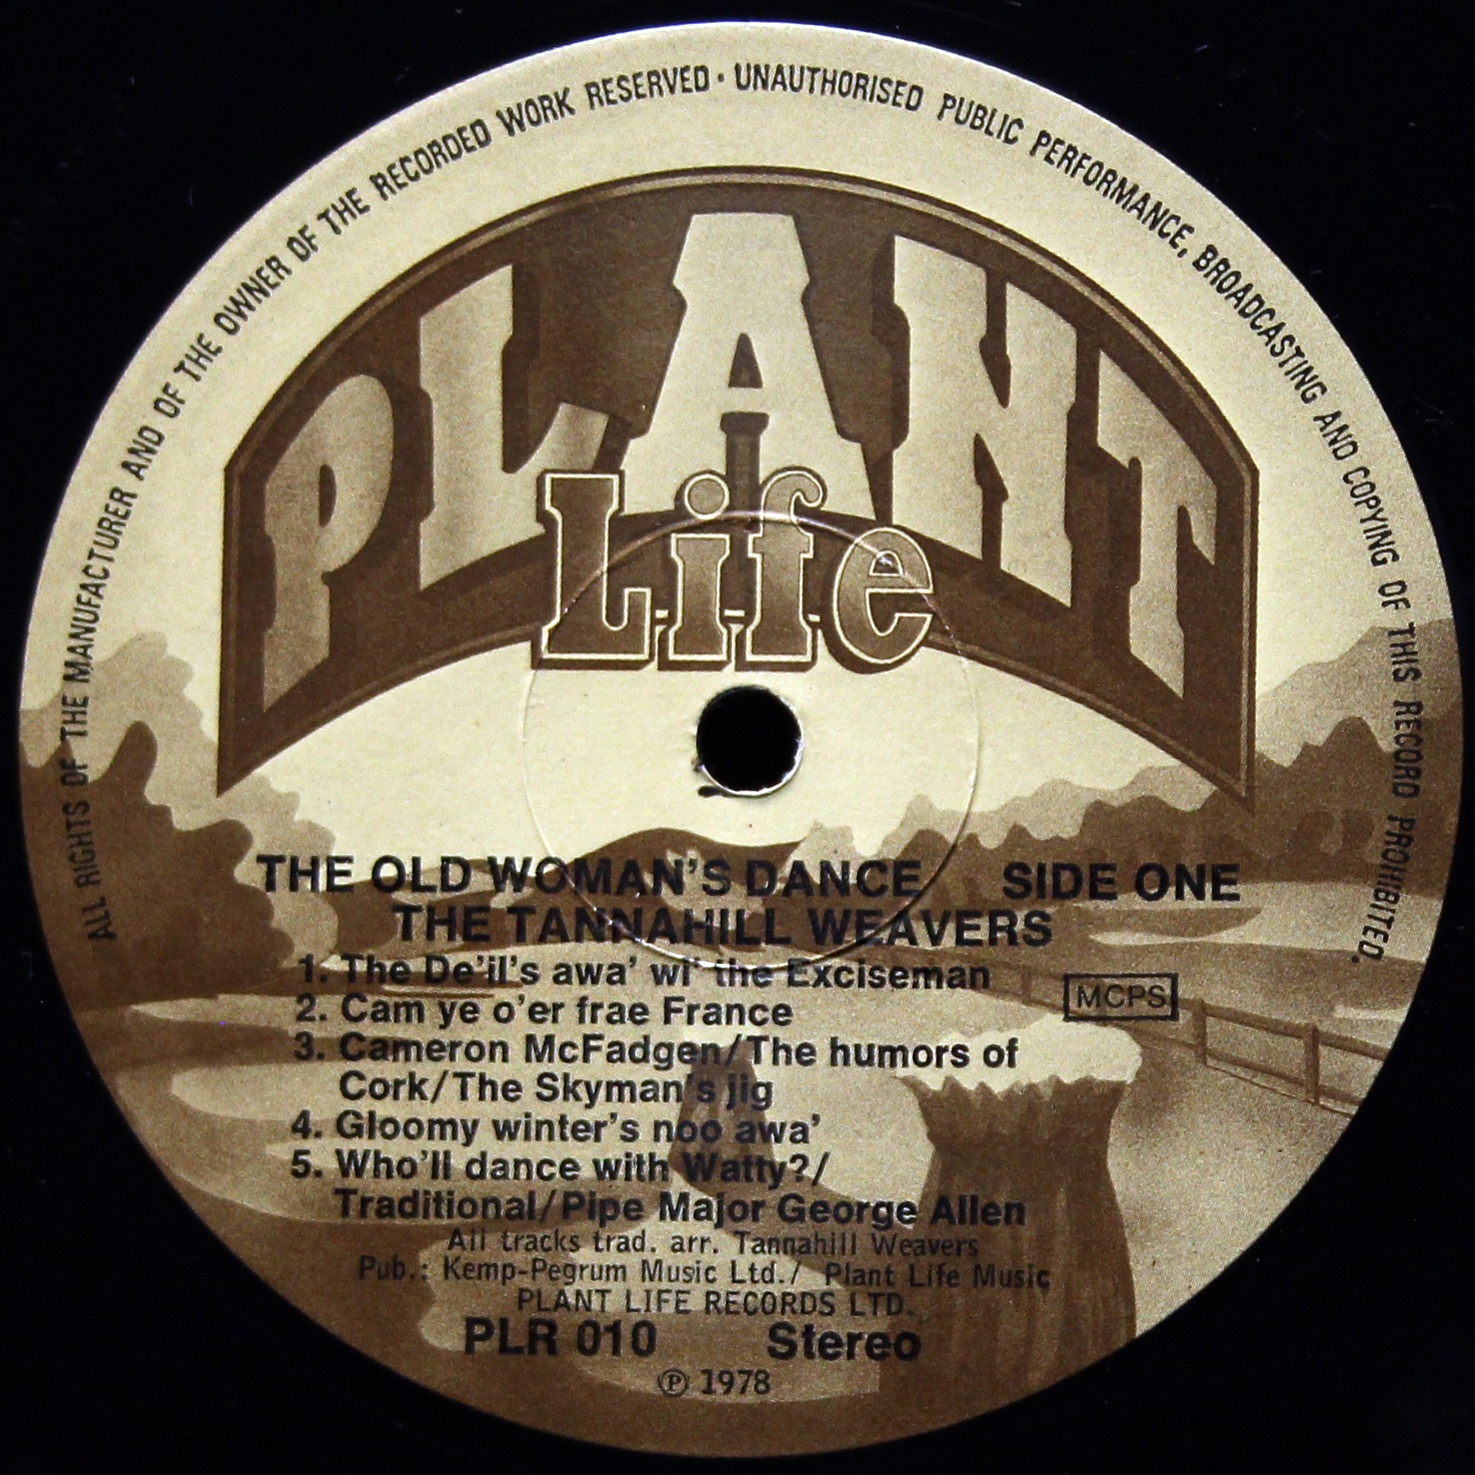 ALL RIGHTS OF THE MANUFACTURER AND OF THE OWNER OF THE RECORDED WORK RESERVED · UNAUTHORISED PUBLIC PERFORMANCE, BROADCASTING AND COPYING OF THIS RECORD PROHIBITED.
PLANT
Life
THE OLD WOMAN'S DANCE SIDE ONE
THE TANNAHILL WEAVERS
1. The De'il's awa' wi' the Exciseman
MCPS
2. Cam ye o'er frae France
3. Cameron McFadgen/The humors of
Cork/The Skyman's jig
4. Gloomy winter's noo awa'
5. Who'll dance with Watty?/
Traditional/Pipe Major George Allen
All tracks trad. arr. Tannahill Weavers
Pub.: Kemp-Pegrum Music Ltd./ Plant Life Music
PLANT LIFE RECORDS LTD.
PLR 010 Stereo
℗ 1978